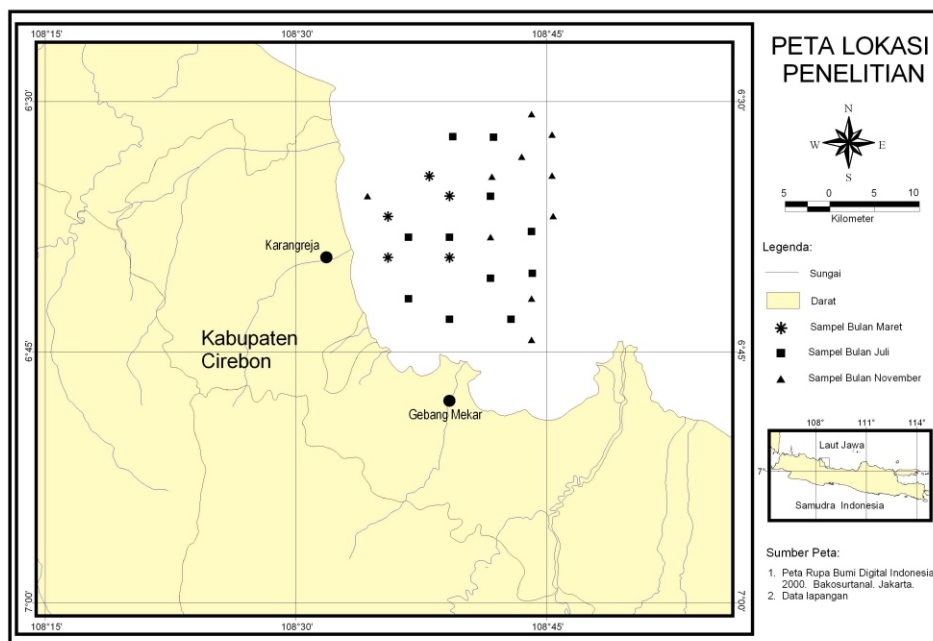 108°15'
108°30'
108°45'
6°30'
6°30'
Karangreja
Kabupaten
Cirebon
6°45'
6°45'
Gebang Mekar
7°00'
7°00'
108°15'
108°30'
108°45'
PETA LOKASI
PENELITIAN
N
W E
S
5 0 5 10
Kilometer
Legenda:
Sungai
Darat
Sampel Bulan Maret
Sampel Bulan Juli
Sampel Bulan November
108° 111° 114°
Laut Jawa
7°
Samudra Indonesia
Sumber Peta:
1. Peta Rupa Bumi Digital Indonesia
2000. Bakosurtanal. Jakarta.
2. Data lapangan